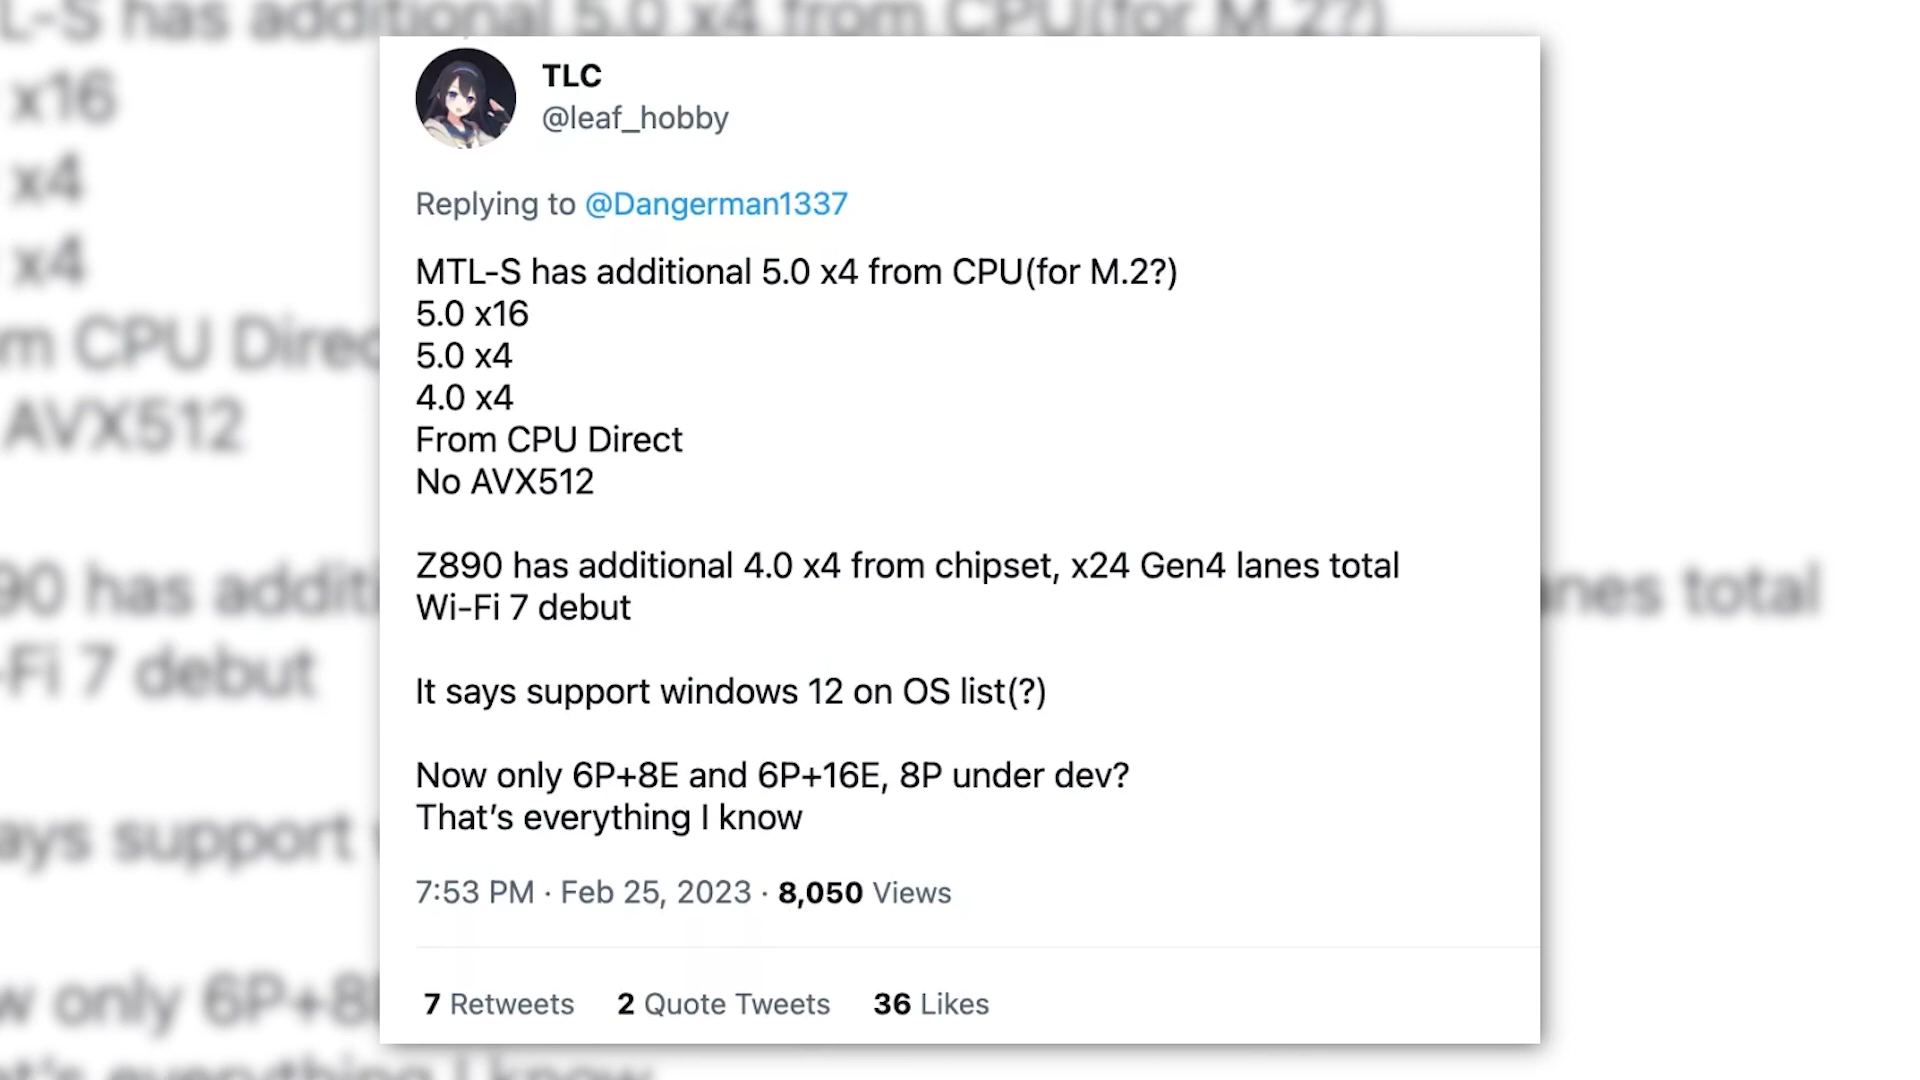 TLC
@leaf_hobby
Replying to @Dangerman1337
MTL-S has additional 5.0 x4 from CPU(for M.2?)
5.0 x16
5.0 x4
4.0 x4
From CPU Direct
No AVX512
Z890 has additional 4.0 x4 from chipset, x24 Gen4 lanes total
Wi-Fi 7 debut
It says support windows 12 on OS list(?)
Now only 6P+8E and 6P+16E, 8P under dev?
That's everything I know
7:53 PM · Feb 25, 2023 · 8,050 Views
7 Retweets 2 Quote Tweets 36 Likes